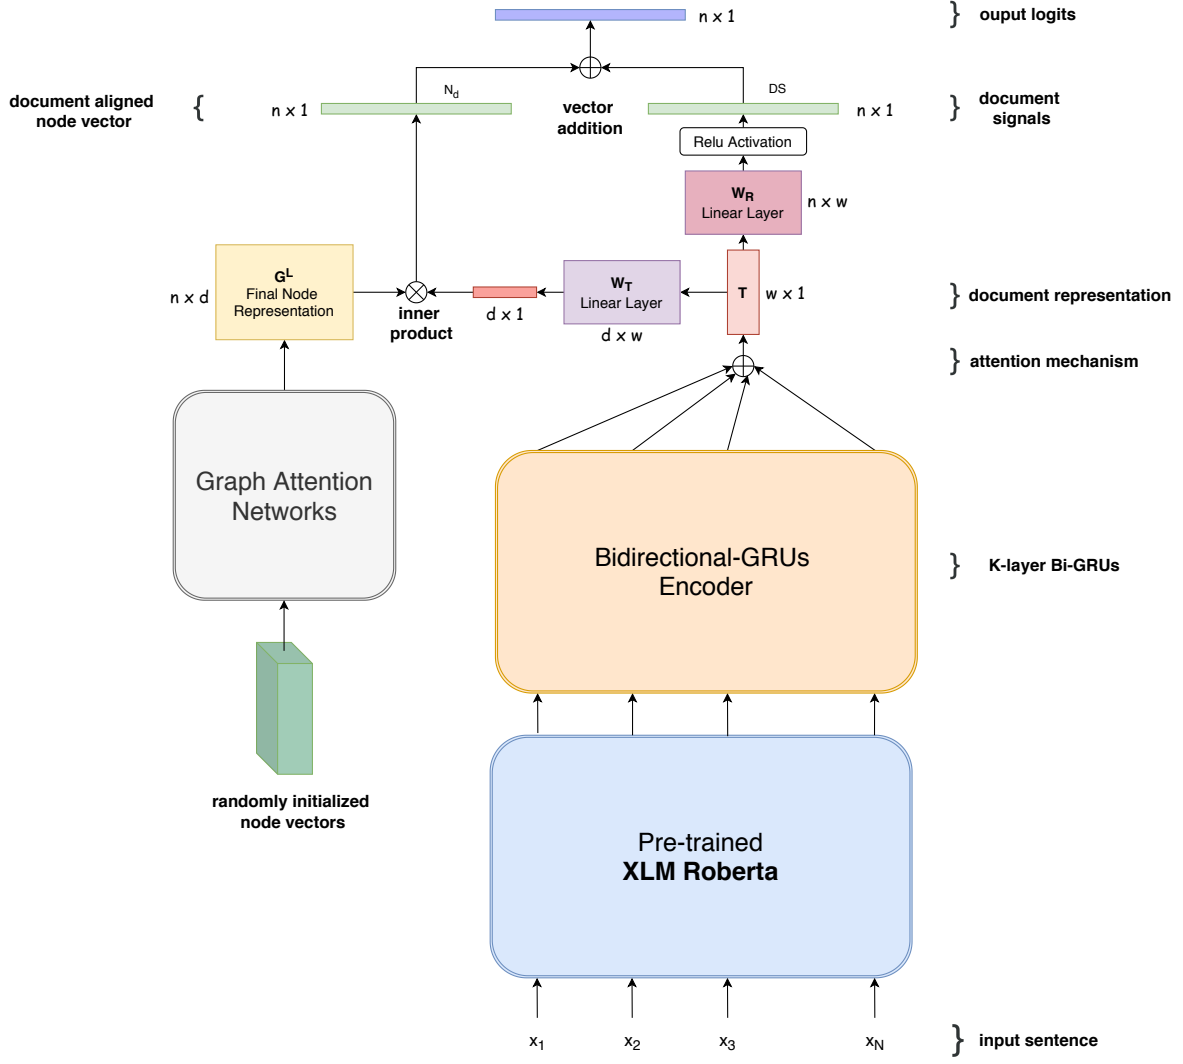 n x 1
} ouput logits
document aligned
node vector
{
n x 1
N_d
vector
addition
DS
n x 1
} document
signals
Relu Activation
W_R
Linear Layer
n x w
n x d
G^L
Final Node
Representation
inner
product
d x 1
W_T
Linear Layer
d x w
T
w x 1
} document representation
} attention mechanism
Graph Attention
Networks
Bidirectional-GRUs
Encoder
} K-layer Bi-GRUs
randomly initialized
node vectors
Pre-trained
XLM Roberta
x_1 x_2 x_3 x_N
} input sentence